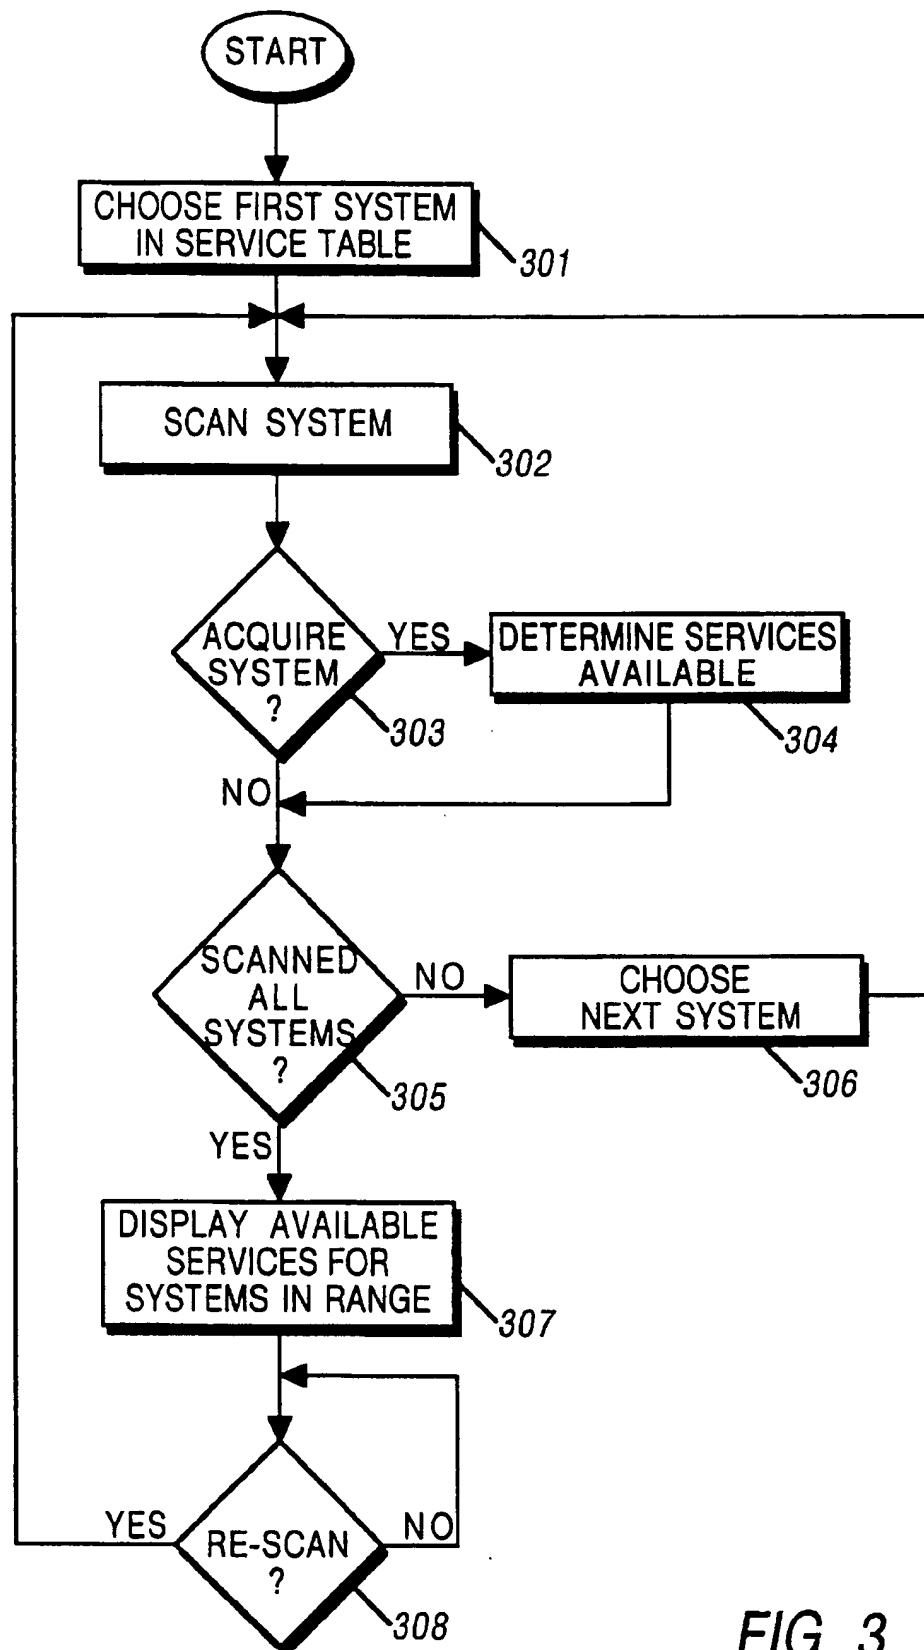 START
CHOOSE FIRST SYSTEM
IN SERVICE TABLE
301
SCAN SYSTEM
302
ACQUIRE
SYSTEM
?
303
YES
DETERMINE SERVICES
AVAILABLE
304
NO
SCANNED
ALL
SYSTEMS
?
305
NO
CHOOSE
NEXT SYSTEM
306
YES
DISPLAY AVAILABLE
SERVICES FOR
SYSTEMS IN RANGE
307
YES
RE-SCAN
?
NO
308
FIG. 3